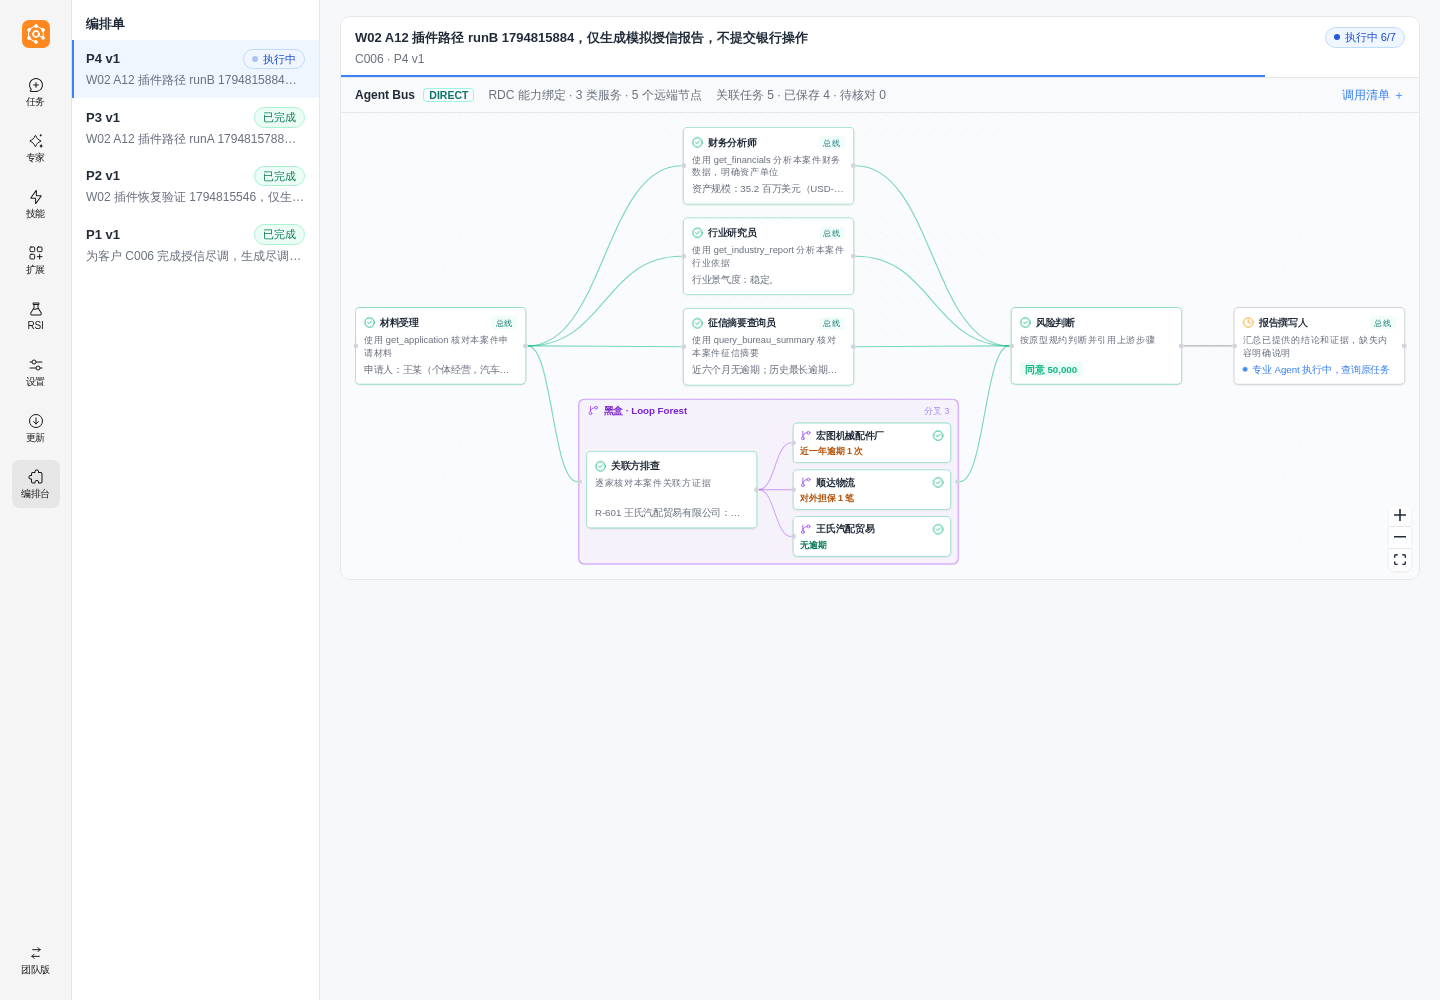 任务
专家
技能
扩展
RSI
设置
更新
编排台
团队版
编排单
P4 v1
执行中
W02 A12 插件路径 runB 1794815884…
P3 v1
已完成
W02 A12 插件路径 runA 1794815788…
P2 v1
已完成
W02 插件恢复验证 1794815546，仅生…
P1 v1
已完成
为客户 C006 完成授信尽调，生成尽调…
W02 A12 插件路径 runB 1794815884，仅生成模拟授信报告，不提交银行操作
执行中 6/7
C006 · P4 v1
Agent Bus DIRECT RDC 能力绑定 · 3 类服务 · 5 个远端节点 关联任务 5 · 已保存 4 · 待核对 0
调用清单 ＋
材料受理 总线
使用 get_application 核对本案件申
请材料
申请人：王某（个体经营，汽车…
财务分析师 总线
使用 get_financials 分析本案件财务
数据，明确资产单位
资产规模：35.2 百万美元（USD-…
行业研究员 总线
使用 get_industry_report 分析本案件
行业依据
行业景气度：稳定。
征信摘要查询员 总线
使用 query_bureau_summary 核对
本案件征信摘要
近六个月无逾期；历史最长逾期…
黑盒 · Loop Forest 分叉 3
关联方排查
逐家核对本案件关联方证据
R-601 王氏汽配贸易有限公司：…
宏图机械配件厂
近一年逾期 1 次
顺达物流
对外担保 1 笔
王氏汽配贸易
无逾期
风险判断
按原型规约判断并引用上游步骤
同意 50,000
报告撰写人 总线
汇总已提供的结论和证据，缺失内
容明确说明
专业 Agent 执行中，查询原任务